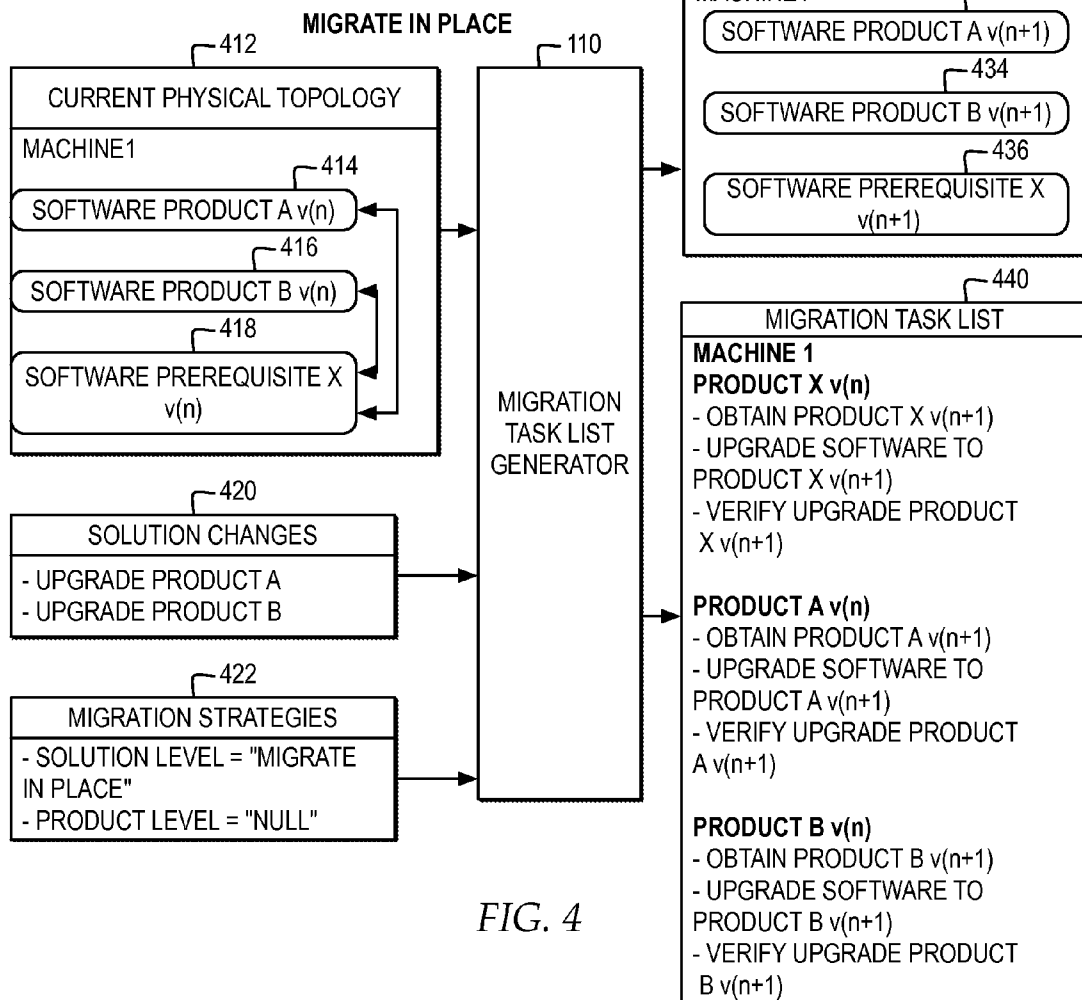 MIGRATE IN PLACE
412
CURRENT PHYSICAL TOPOLOGY
MACHINE1
414
SOFTWARE PRODUCT A v(n)
416
SOFTWARE PRODUCT B v(n)
418
SOFTWARE PREREQUISITE X
v(n)
420
SOLUTION CHANGES
- UPGRADE PRODUCT A
- UPGRADE PRODUCT B
422
MIGRATION STRATEGIES
- SOLUTION LEVEL = "MIGRATE
IN PLACE"
- PRODUCT LEVEL = "NULL"
110
MIGRATION
TASK LIST
GENERATOR
SOFTWARE PRODUCT A v(n+1)
434
SOFTWARE PRODUCT B v(n+1)
436
SOFTWARE PREREQUISITE X
v(n+1)
440
MIGRATION TASK LIST
MACHINE 1
PRODUCT X v(n)
- OBTAIN PRODUCT X v(n+1)
- UPGRADE SOFTWARE TO
PRODUCT X v(n+1)
- VERIFY UPGRADE PRODUCT
X v(n+1)
PRODUCT A v(n)
- OBTAIN PRODUCT A v(n+1)
- UPGRADE SOFTWARE TO
PRODUCT A v(n+1)
- VERIFY UPGRADE PRODUCT
A v(n+1)
PRODUCT B v(n)
- OBTAIN PRODUCT B v(n+1)
- UPGRADE SOFTWARE TO
PRODUCT B v(n+1)
- VERIFY UPGRADE PRODUCT
B v(n+1)
FIG. 4